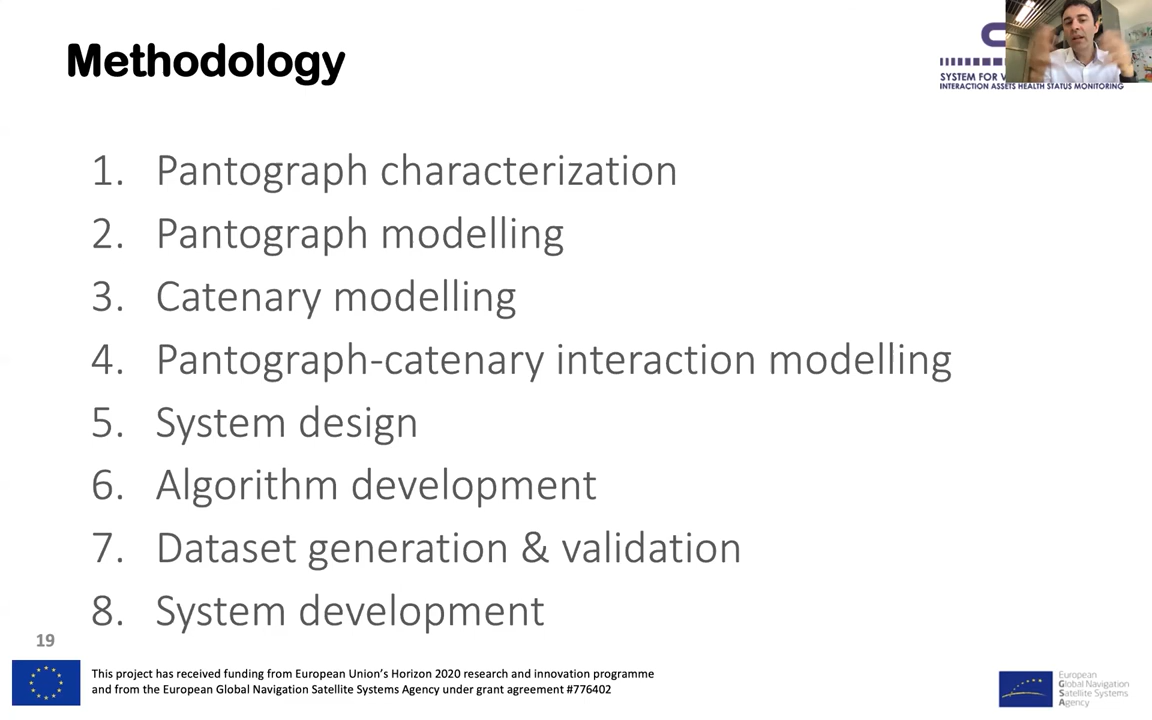 Methodology
SYSTEM FOR
INTERACTION ASSETS HEALTH STATUS MONITORING
1. Pantograph characterization
2. Pantograph modelling
3. Catenary modelling
4. Pantograph-catenary interaction modelling
5. System design
6. Algorithm development
7. Dataset generation & validation
8. System development
19
This project has received funding from European Union’s Horizon 2020 research and innovation programme
and from the European Global Navigation Satellite Systems Agency under grant agreement #776402
European
Global Navigation
Satellite Systems
Agency